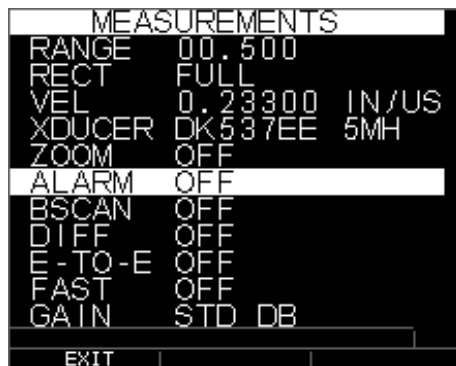 MEASUREMENTS
RANGE 00.500
RECT FULL
VEL 0.23300 IN/US
XDUCER DK537EE 5MH
ZOOM OFF
ALARM OFF
BSCAN OFF
DIFF OFF
E-TO-E OFF
FAST OFF
GAIN STD DB
EXIT